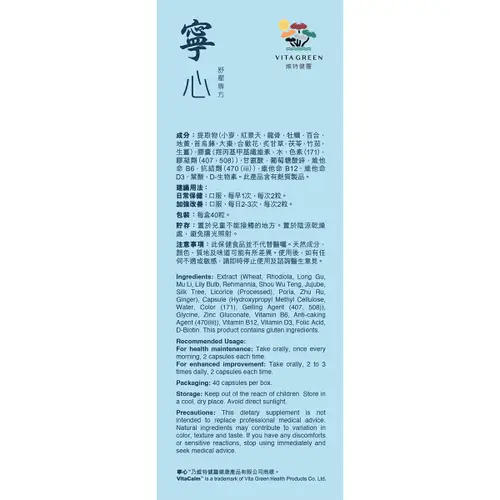 寧心
舒壓專方
VITAGREEN
維特健靈
成分：提取物（小麥﹐紅景天﹐龍骨﹐牡蠣﹐百合﹐
地黃﹐首烏藤﹐大棗﹐合歡花﹐炙甘草﹐茯苓﹐竹茹﹐
生薑）﹐膠囊（羥丙基甲基纖維素﹐水﹐色素(171)﹐
膠凝劑（407﹐508））﹐甘氨酸﹐葡萄糖酸鋅﹐維他
命 B6﹐抗結劑（470（iii））﹐維他命 B12﹐維他命
D3﹐葉酸﹐D-生物素。此產品含有麩質製品。
建議用法：
日常保健：口服﹐每早1次﹐每次2粒。
加強改善：口服﹐每日2-3次﹐每次2粒。
包裝：每盒40粒。
貯存：置於兒童不能接觸的地方。置於陰涼乾燥
處﹐避免陽光照射。
注意事項：此保健食品並不代替醫囑。天然成分﹐
顏色﹐質地及味道可能有所差異。使用後﹐如有任
何不適或敏感﹐請即時停止使用及諮詢醫生意見。
Ingredients: Extract (Wheat, Rhodiola, Long Gu,
Mu Li, Lily Bulb, Rehmannia, Shou Wu Teng, Jujube,
Silk Tree, Licorice (Processed), Poria, Zhu Ru,
Ginger), Capsule (Hydroxypropyl Methyl Cellulose,
Water, Color (171), Gelling Agent (407, 508)),
Glycine, Zinc Gluconate, Vitamin B6, Anti-caking
Agent (470(iii)), Vitamin B12, Vitamin D3, Folic Acid,
D-Biotin. This product contains gluten ingredients.
Recommended Usage:
For health maintenance: Take orally, once every
morning, 2 capsules each time.
For enhanced improvement: Take orally, 2 to 3
times daily, 2 capsules each time.
Packaging: 40 capsules per box.
Storage: Keep out of the reach of children. Store in
a cool, dry place. Avoid direct sunlight.
Precautions: This dietary supplement is not
intended to replace professional medical advice.
Natural ingredients may contribute to variation in
color, texture and taste. If you have any discomforts
or sensitive reactions, stop using immediately and
seek medical advice.
寧心™乃維特健靈健康產品有限公司商標。
VitaCalm™ is a trademark of Vita Green Health Products Co. Ltd.